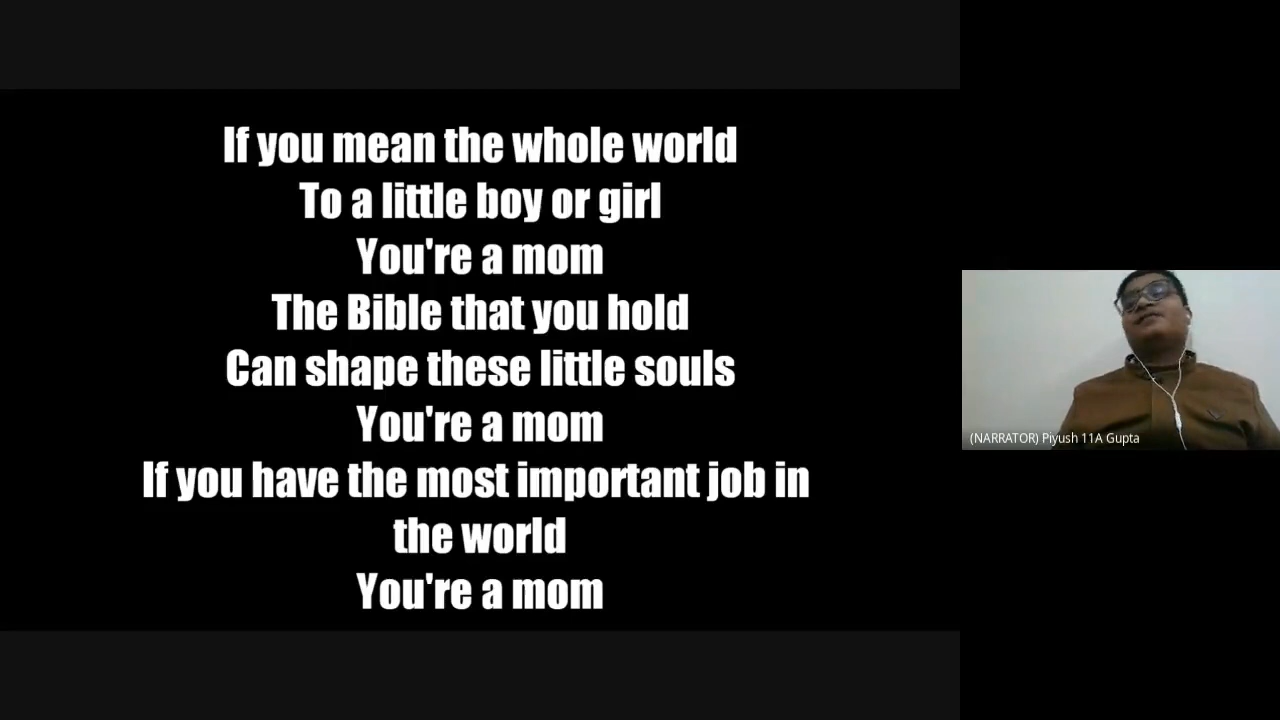 If you mean the whole world
To a little boy or girl
You're a mom
The Bible that you hold
Can shape these little souls
You're a mom
If you have the most important job in
the world
You're a mom
(NARRATOR) Piyush 11A Gupta